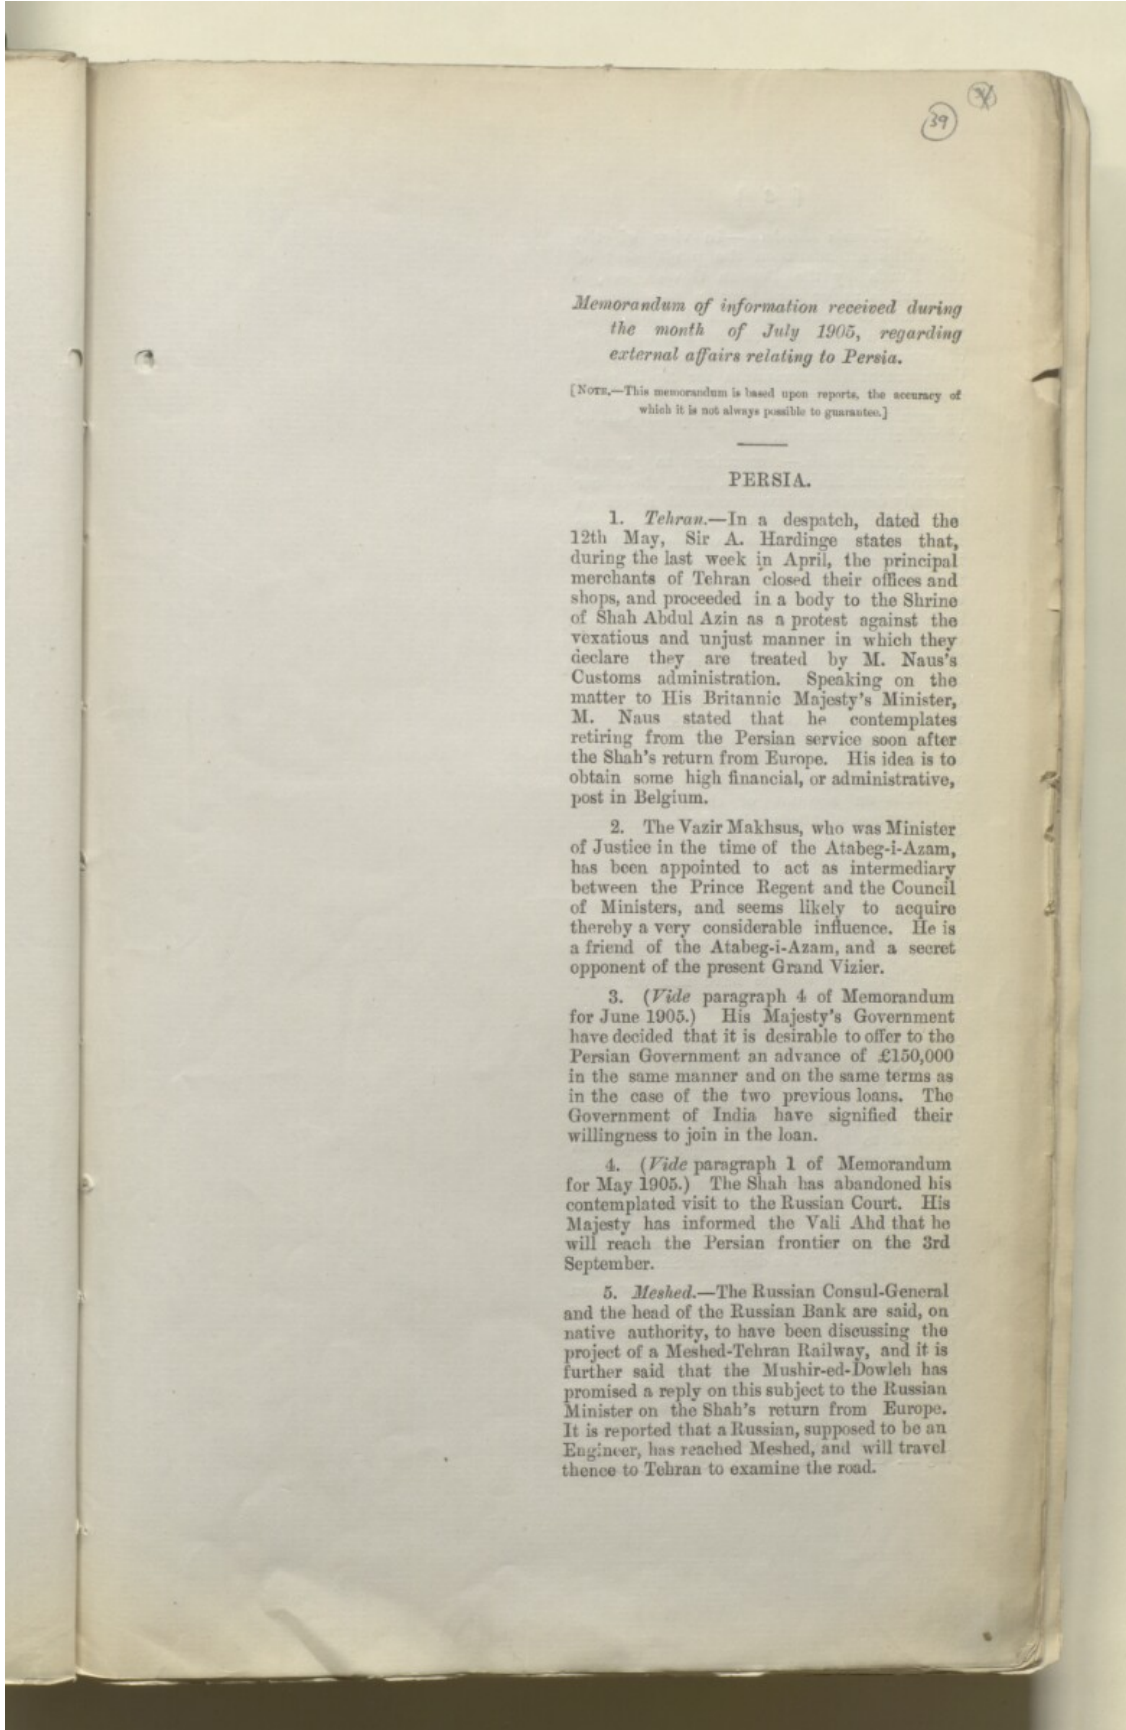 39
Memorandum of information received during
the month of July 1905, regarding
external affairs relating to Persia.
[NOTE.—This memorandum is based upon reports, the accuracy of
which it is not always possible to guarantee.]
PERSIA.
1. Tehran.—In a despatch, dated the
12th May, Sir A. Hardinge states that,
during the last week in April, the principal
merchants of Tehran closed their offices and
shops, and proceeded in a body to the Shrine
of Shah Abdul Azin as a protest against the
vexatious and unjust manner in which they
declare they are treated by M. Naus's
Customs administration. Speaking on the
matter to His Britannic Majesty's Minister,
M. Naus stated that he contemplates
retiring from the Persian service soon after
the Shah's return from Europe. His idea is to
obtain some high financial, or administrative,
post in Belgium.
2. The Vazir Makhsus, who was Minister
of Justice in the time of the Atabeg-i-Azam,
has been appointed to act as intermediary
between the Prince Regent and the Council
of Ministers, and seems likely to acquire
thereby a very considerable influence. He is
a friend of the Atabeg-i-Azam, and a secret
opponent of the present Grand Vizier.
3. (Vide paragraph 4 of Memorandum
for June 1905.) His Majesty's Government
have decided that it is desirable to offer to the
Persian Government an advance of £150,000
in the same manner and on the same terms as
in the case of the two previous loans. The
Government of India have signified their
willingness to join in the loan.
4. (Vide paragraph 1 of Memorandum
for May 1905.) The Shah has abandoned his
contemplated visit to the Russian Court. His
Majesty has informed the Vali Ahd that he
will reach the Persian frontier on the 3rd
September.
5. Meshed.—The Russian Consul-General
and the head of the Russian Bank are said, on
native authority, to have been discussing the
project of a Meshed-Tehran Railway, and it is
further said that the Mushir-ed-Dowleh has
promised a reply on this subject to the Russian
Minister on the Shah's return from Europe.
It is reported that a Russian, supposed to be an
Engineer, has reached Meshed, and will travel
thence to Tehran to examine the road.